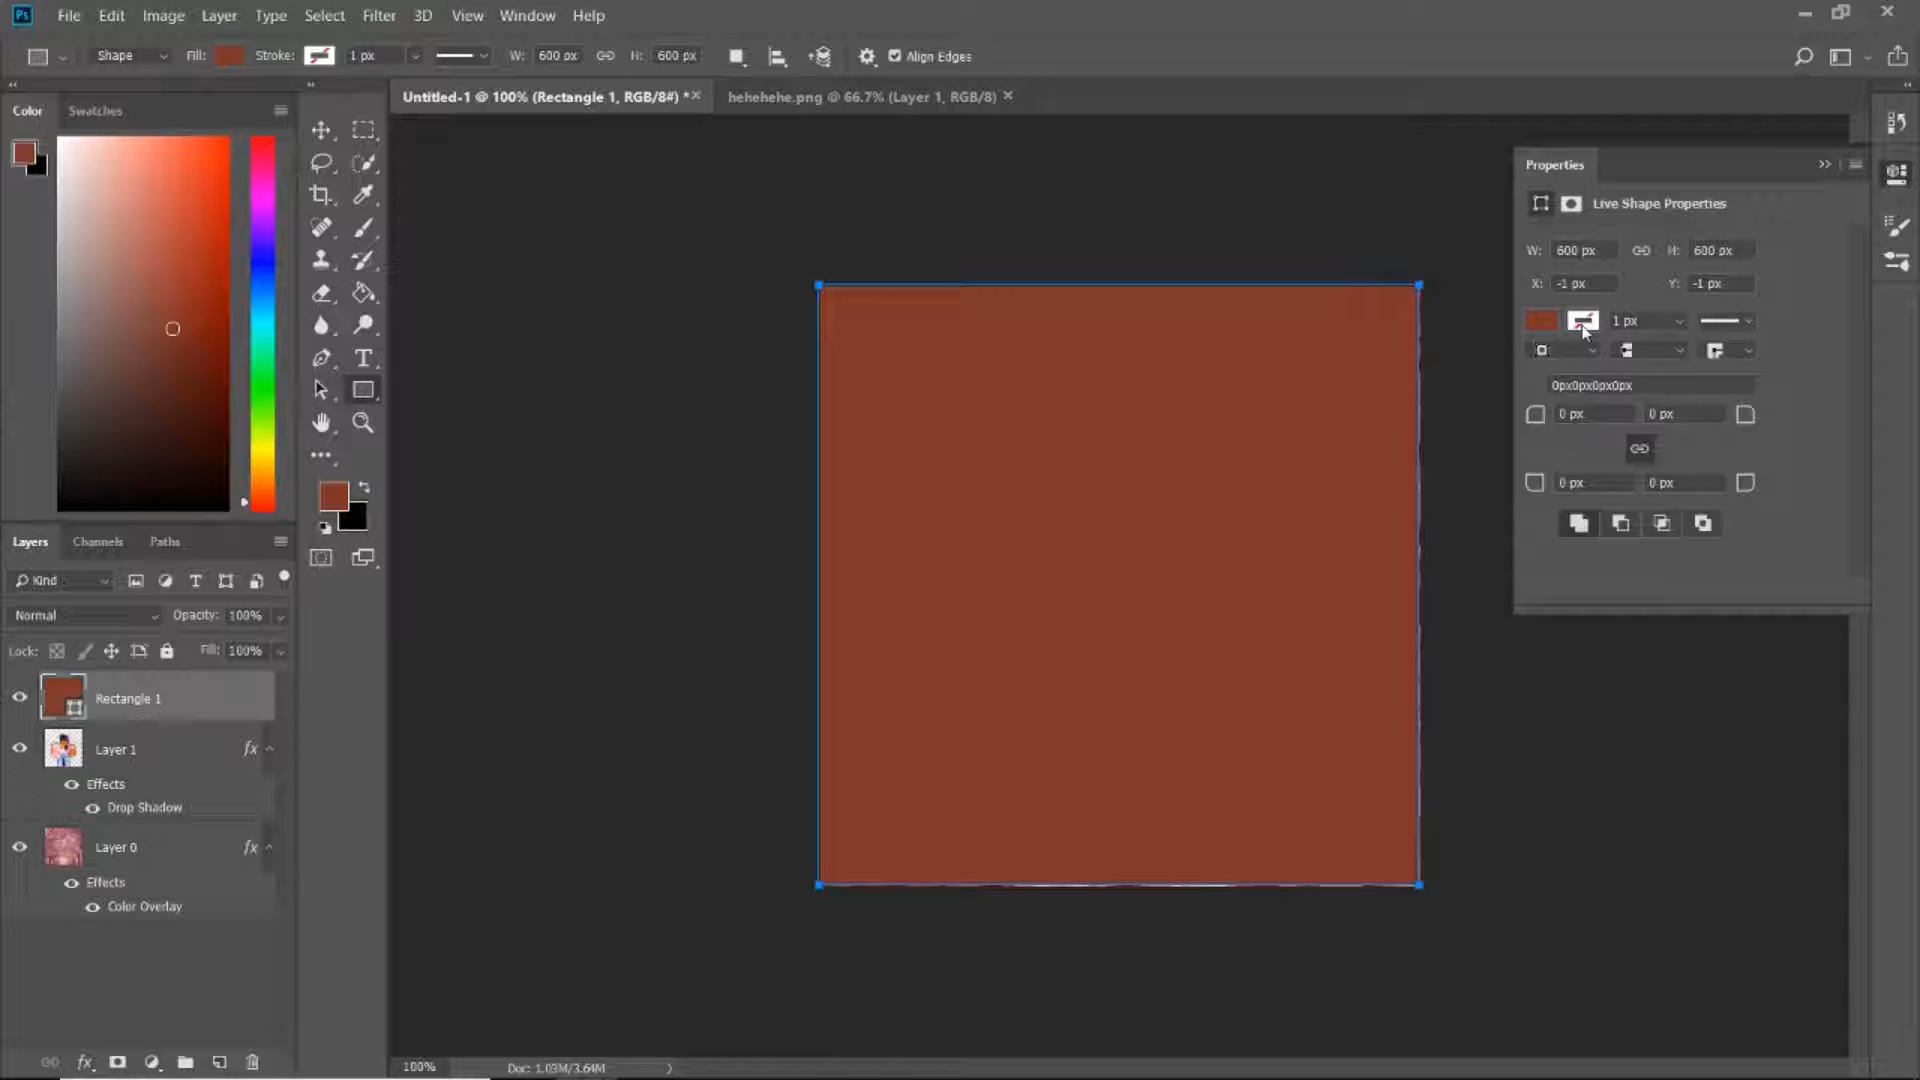 Ps File Edit Image Layer Type Select Filter 3D View Window Help
Shape Fill: Stroke: 1 px W: 600 px H: 600 px Align Edges
Color Swatches
Untitled-1 @ 100% (Rectangle 1, RGB/8#) * hehehehe.png @ 66.7% (Layer 1, RGB/8)
Properties
Live Shape Properties
W: 600 px H: 600 px
X: -1 px Y: -1 px
1 px
0px0px0px0px
0 px 0 px
0 px 0 px
T
Layers Channels Paths
Kind T
Normal Opacity: 100%
Lock: Fill: 100%
Rectangle 1
Layer 1 fx
Effects
Drop Shadow
Layer 0 fx
Effects
Color Overlay
fx
100% Doc: 1.03M/3.64M